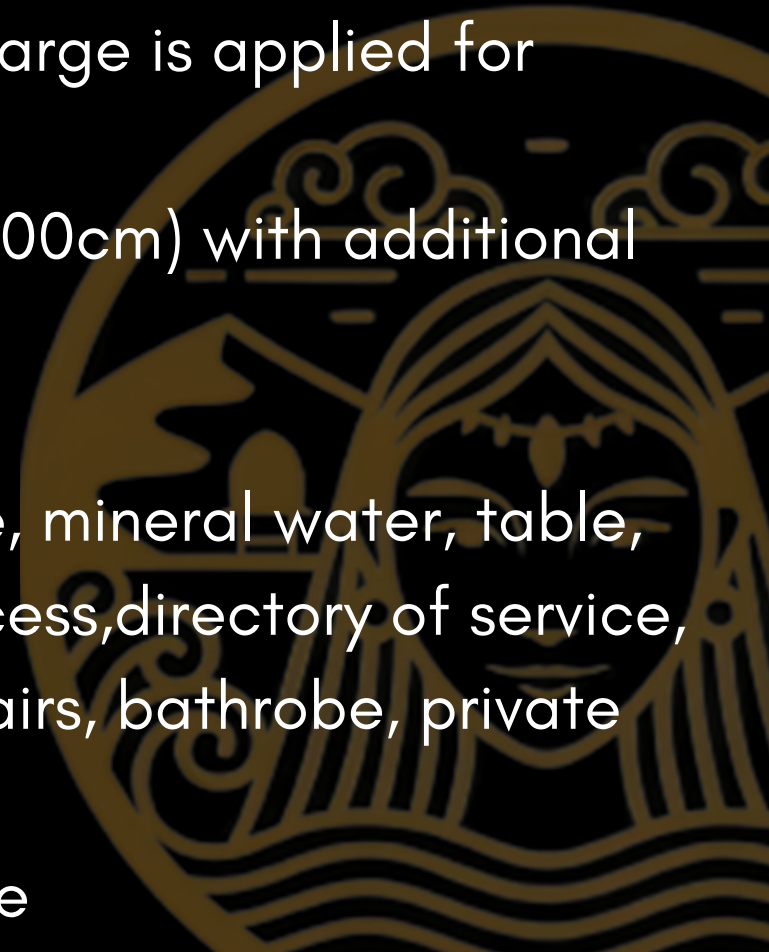 arge is applied for
00cm) with additional
e, mineral water, table,
cess,directory of service,
airs, bathrobe, private
e